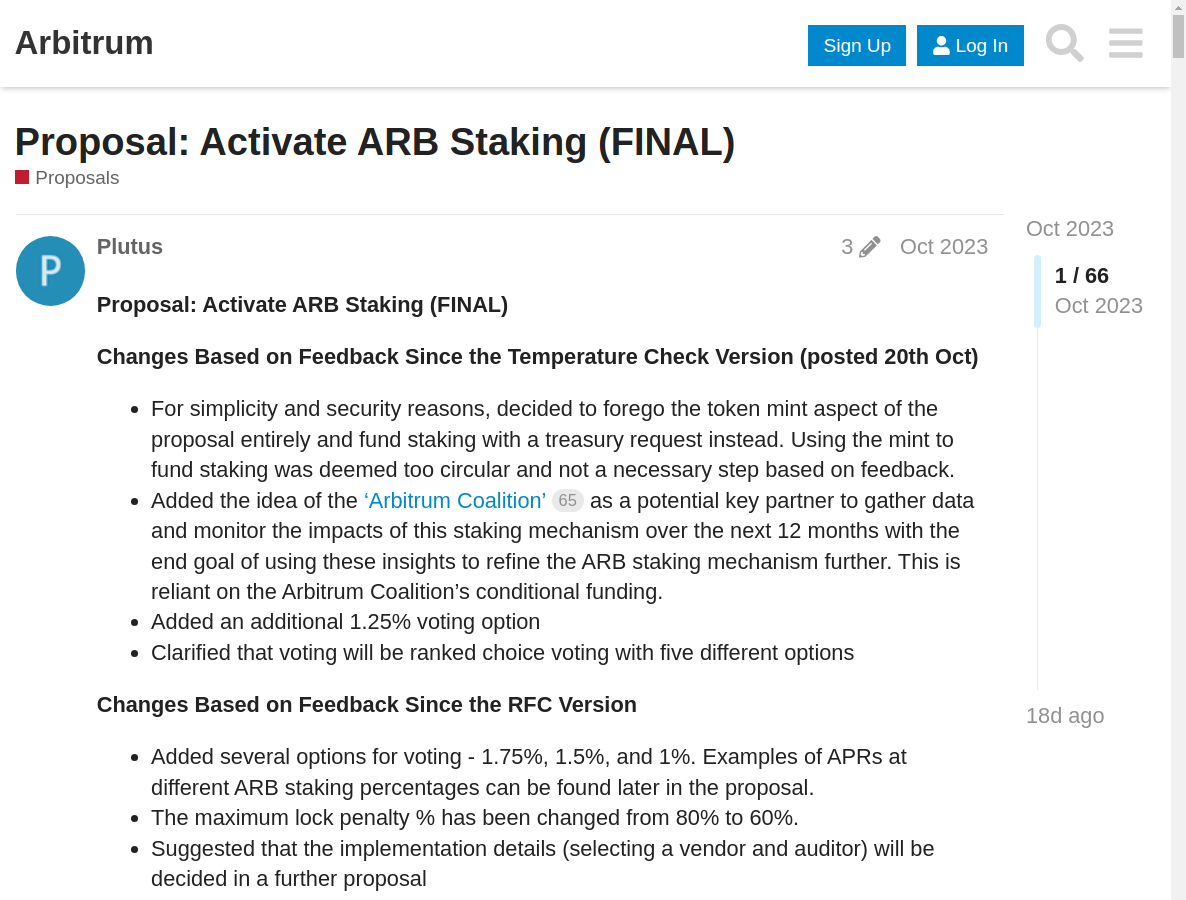 Arbitrum
Sign Up
Log In
Proposal: Activate ARB Staking (FINAL)
Proposals
Oct 2023
P
Plutus
3
Oct 2023
1 / 66
Oct 2023
Proposal: Activate ARB Staking (FINAL)
Changes Based on Feedback Since the Temperature Check Version (posted 20th Oct)
For simplicity and security reasons, decided to forego the token mint aspect of the
proposal entirely and fund staking with a treasury request instead. Using the mint to
fund staking was deemed too circular and not a necessary step based on feedback.
Added the idea of the ‘Arbitrum Coalition’ 65 as a potential key partner to gather data
and monitor the impacts of this staking mechanism over the next 12 months with the
end goal of using these insights to refine the ARB staking mechanism further. This is
reliant on the Arbitrum Coalition’s conditional funding.
Added an additional 1.25% voting option
Clarified that voting will be ranked choice voting with five different options
Changes Based on Feedback Since the RFC Version
18d ago
Added several options for voting - 1.75%, 1.5%, and 1%. Examples of APRs at
different ARB staking percentages can be found later in the proposal.
The maximum lock penalty % has been changed from 80% to 60%.
Suggested that the implementation details (selecting a vendor and auditor) will be
decided in a further proposal